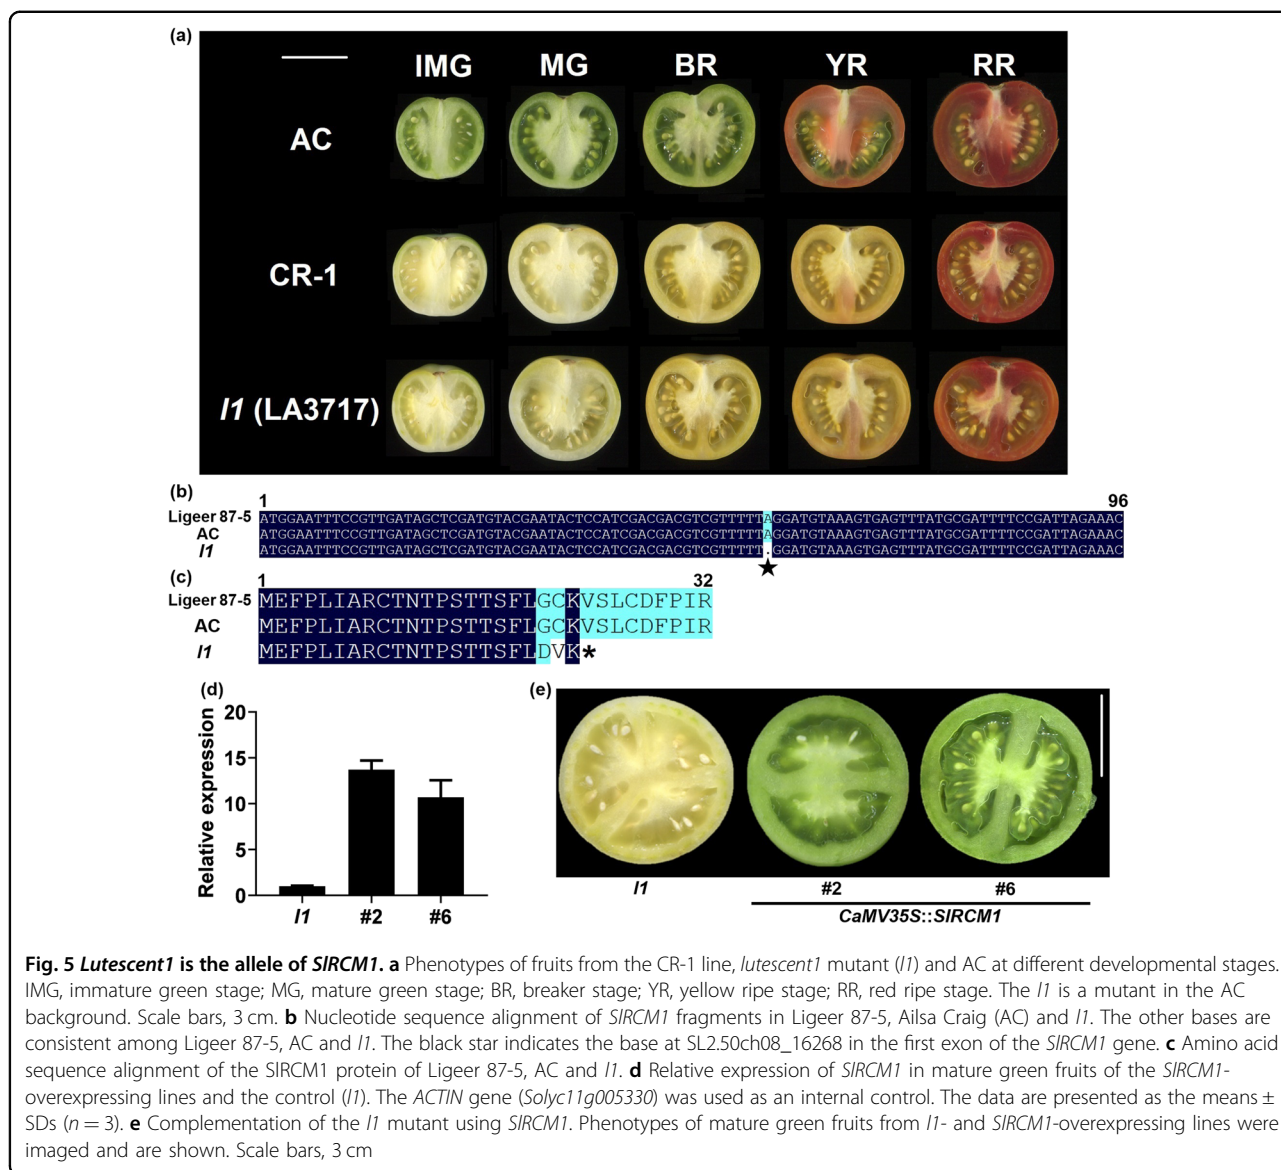 (a)
IMG MG BR YR RR
AC
CR-1
l1 (LA3717)
(b)
1 96
Ligeer 87-5 ATGGAATTTCCGTTGATAGCTCGATGTACGAATACTCCATCGACGACGTCGTTTTTAGGATGTAAAGTGAGTTTATGCGATTTTCCGATTAGAAAC
AC ATGGAATTTCCGTTGATAGCTCGATGTACGAATACTCCATCGACGACGTCGTTTTTAGGATGTAAAGTGAGTTTATGCGATTTTCCGATTAGAAAC
l1 ATGGAATTTCCGTTGATAGCTCGATGTACGAATACTCCATCGACGACGTCGTTTTT.GGATGTAAAGTGAGTTTATGCGATTTTCCGATTAGAAAC
★
(c)
1 32
Ligeer 87-5 MEFPLIARCTNTPSTTSFLGCKVSLCDFPIR
AC MEFPLIARCTNTPSTTSFLGCKVSLCDFPIR
l1 MEFPLIARCTNTPSTTSFLDVK*
(d)
Relative expression
20
15
10
5
0
l1 #2 #6
(e)
l1 #2 #6
CaMV35S::SlRCM1
Fig. 5 Lutescent1 is the allele of SlRCM1. a Phenotypes of fruits from the CR-1 line, lutescent1 mutant (l1) and AC at different developmental stages.
IMG, immature green stage; MG, mature green stage; BR, breaker stage; YR, yellow ripe stage; RR, red ripe stage. The l1 is a mutant in the AC
background. Scale bars, 3 cm. b Nucleotide sequence alignment of SlRCM1 fragments in Ligeer 87-5, Ailsa Craig (AC) and l1. The other bases are
consistent among Ligeer 87-5, AC and l1. The black star indicates the base at SL2.50ch08_16268 in the first exon of the SlRCM1 gene. c Amino acid
sequence alignment of the SlRCM1 protein of Ligeer 87-5, AC and l1. d Relative expression of SlRCM1 in mature green fruits of the SlRCM1-
overexpressing lines and the control (l1). The ACTIN gene (Solyc11g005330) was used as an internal control. The data are presented as the means ±
SDs (n = 3). e Complementation of the l1 mutant using SlRCM1. Phenotypes of mature green fruits from l1- and SlRCM1-overexpressing lines were
imaged and are shown. Scale bars, 3 cm